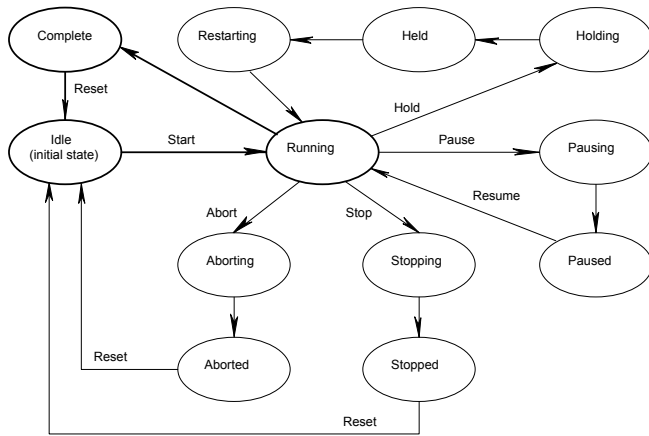 Complete
Restarting
Held
Holding
Reset
Hold
Idle
(initial state)
Start
Running
Pause
Pausing
Resume
Abort
Stop
Aborting
Stopping
Paused
Reset
Aborted
Stopped
Reset